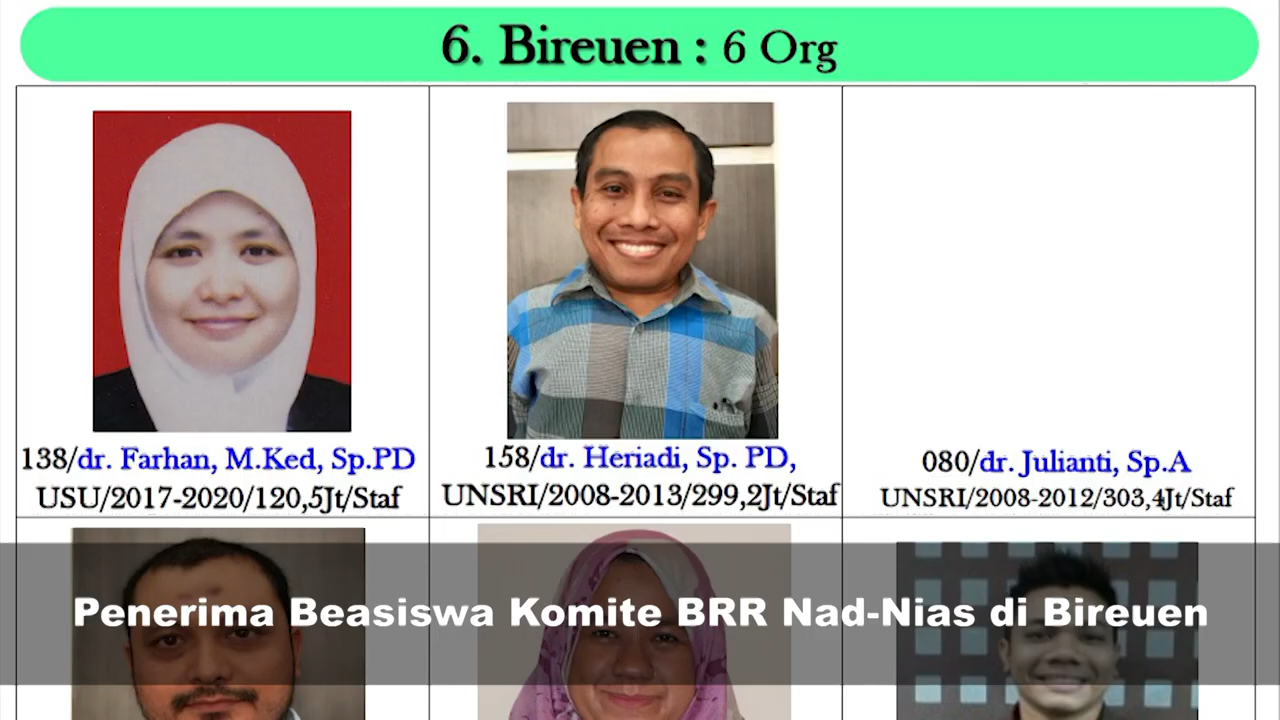 6. Bireuen : 6 Org
138/dr. Farhan, M.Ked, Sp.PD
USU/2017-2020/120,5Jt/Staf
158/dr. Heriadi, Sp. PD,
UNSRI/2008-2013/299,2Jt/Staf
080/dr. Julianti, Sp.A
UNSRI/2008-2012/303,4Jt/Staf
Penerima Beasiswa Komite BRR Nad-Nias di Bireuen